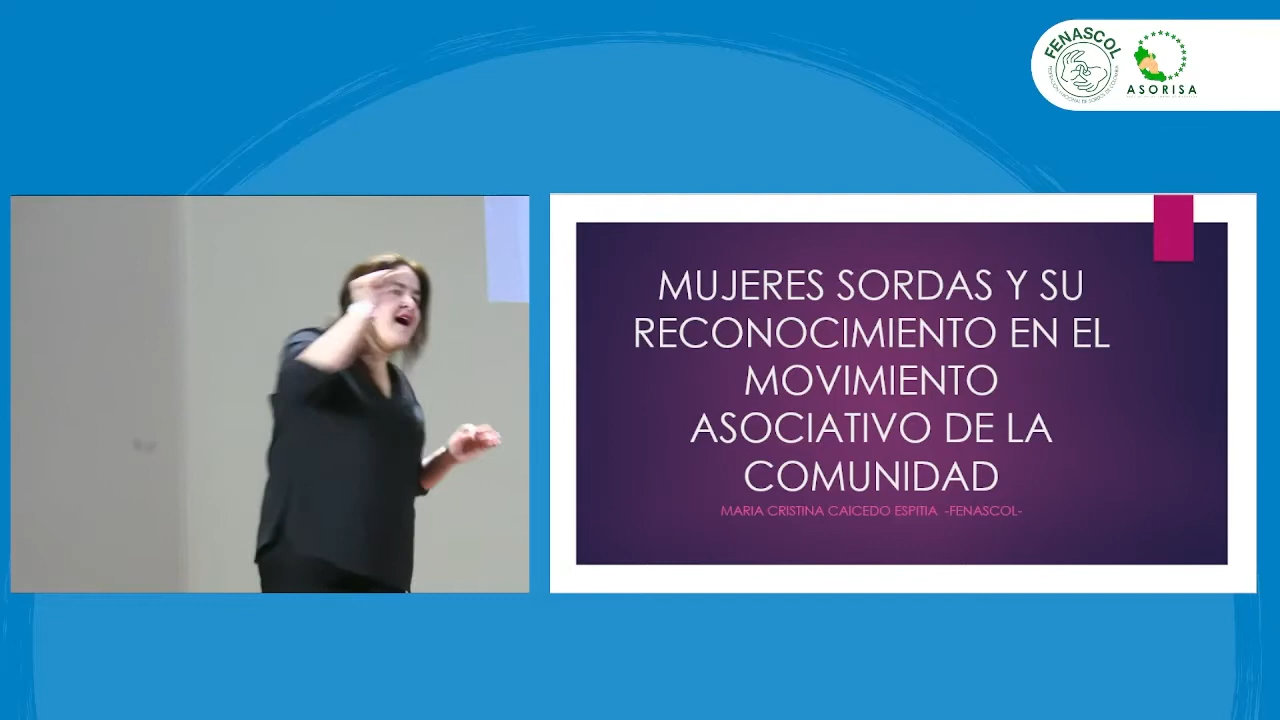 FENASCOL
ASORISA
MUJERES SORDAS Y SU
RECONOCIMIENTO EN EL
MOVIMIENTO
ASOCIATIVO DE LA
COMUNIDAD
MARIA CRISTINA CAICEDO ESPITIA -FENASCOL-